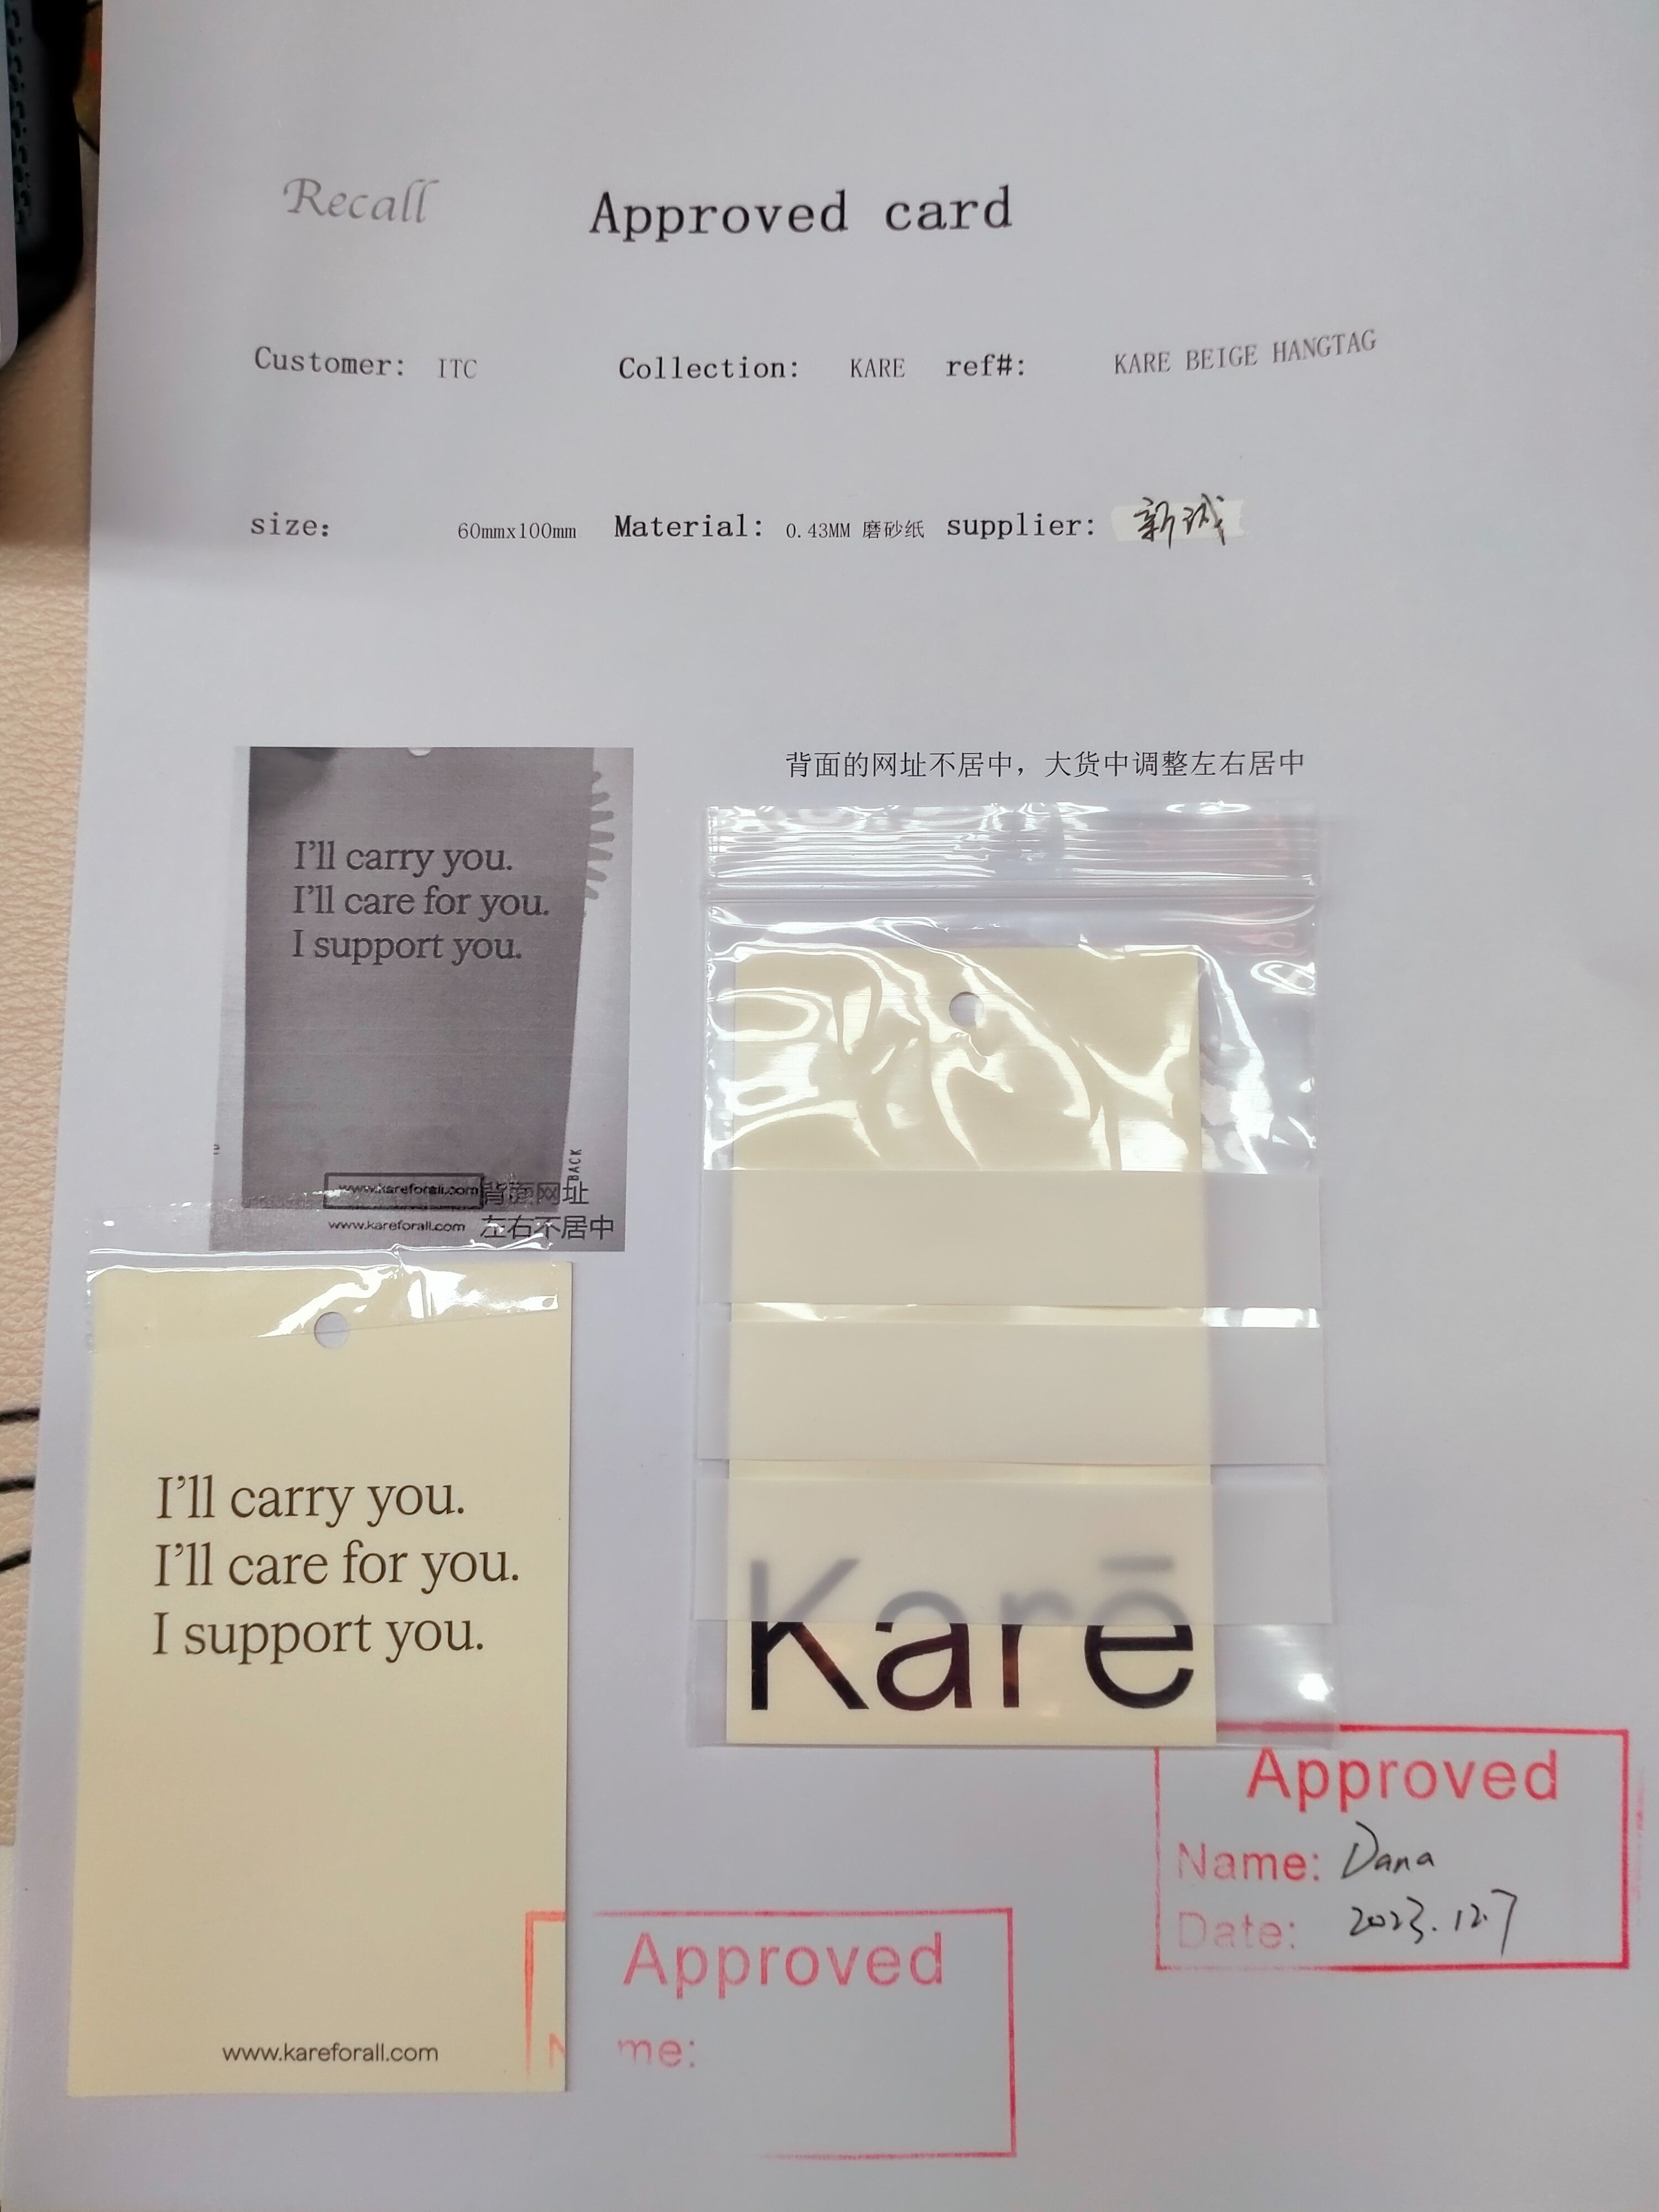 Recall
Approved card
Customer: ITC Collection: KARE ref#: KARE BEIGE HANGTAG
size: 60mmx100mm Material: 0.43MM 磨砂纸 supplier: 新诚
背面的网址不居中，大货中调整左右居中
I'll carry you.
I'll care for you.
I support you.
BACK
www.kareforall.com 背面网址
www.kareforall.com 左右不居中
I'll carry you.
I'll care for you.
I support you.
www.kareforall.com
Karē
Approved
Name: Dana
Date: 2023.12.7
Approved
N me: